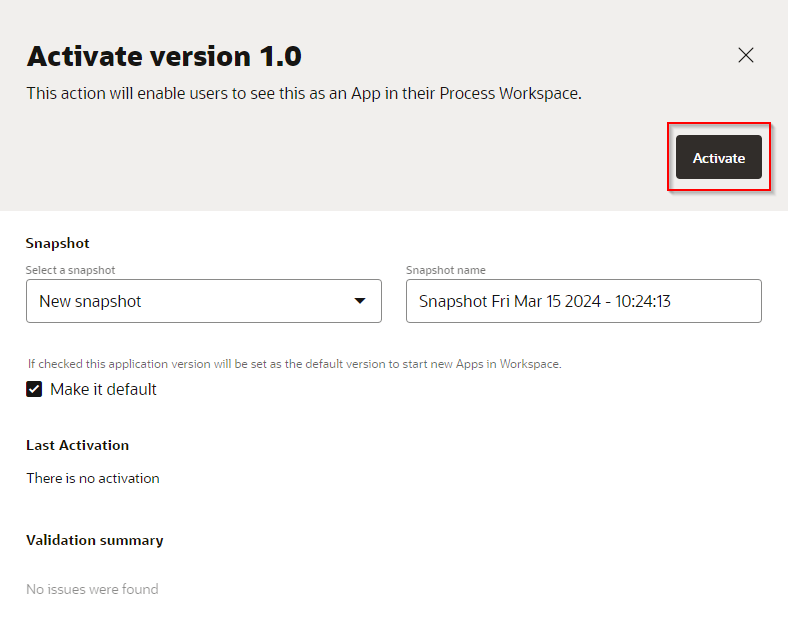 Activate version 1.0
This action will enable users to see this as an App in their Process Workspace.
Activate
Snapshot
Select a snapshot
New snapshot
Snapshot name
Snapshot Fri Mar 15 2024 - 10:24:13
If checked this application version will be set as the default version to start new Apps in Workspace.
Make it default
Last Activation
There is no activation
Validation summary
No issues were found